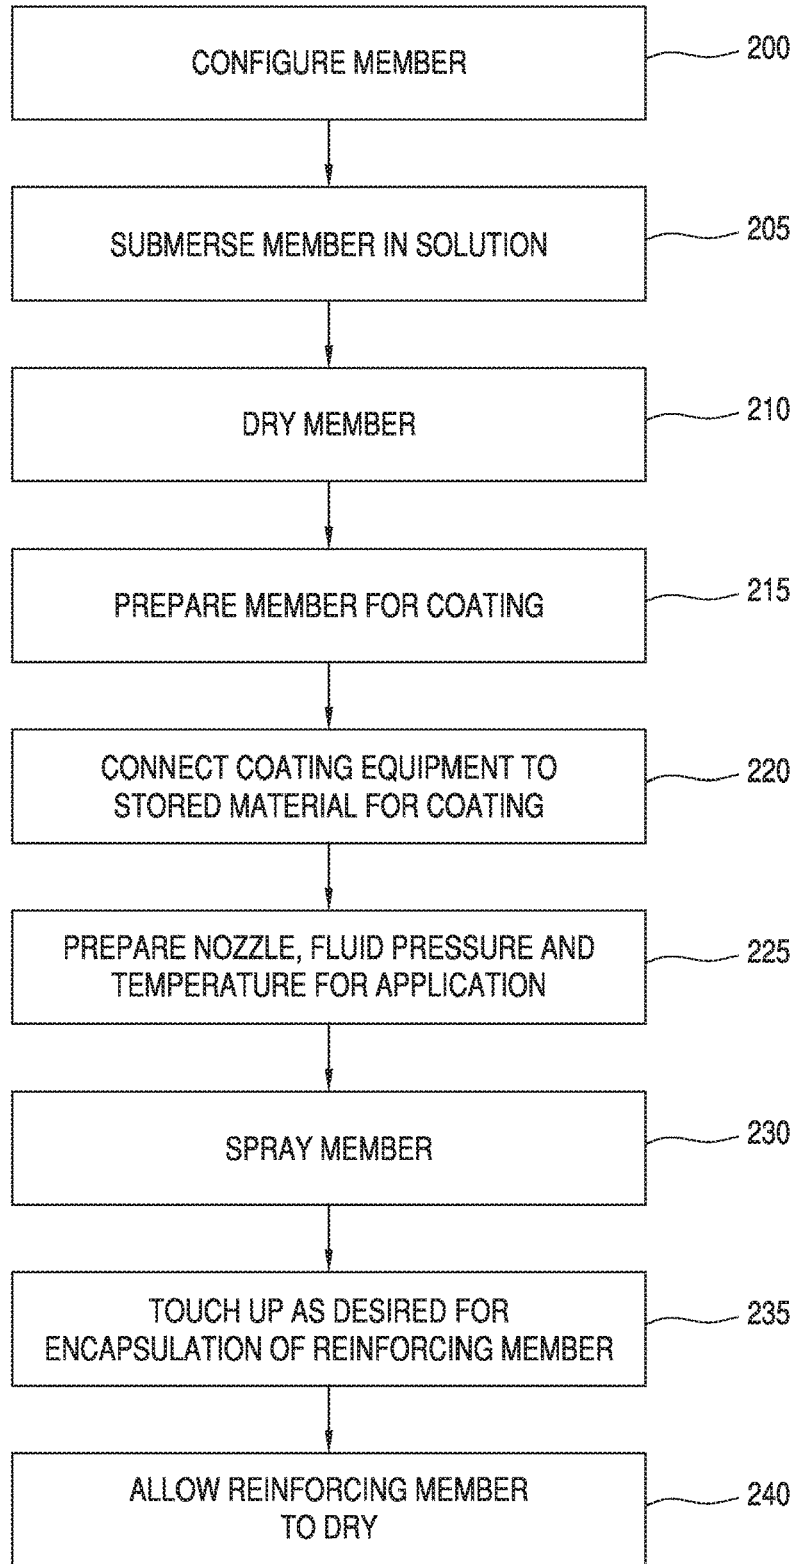 CONFIGURE MEMBER
200
SUBMERSE MEMBER IN SOLUTION
205
DRY MEMBER
210
PREPARE MEMBER FOR COATING
215
CONNECT COATING EQUIPMENT TO
STORED MATERIAL FOR COATING
220
PREPARE NOZZLE, FLUID PRESSURE AND
TEMPERATURE FOR APPLICATION
225
SPRAY MEMBER
230
TOUCH UP AS DESIRED FOR
ENCAPSULATION OF REINFORCING MEMBER
235
ALLOW REINFORCING MEMBER
TO DRY
240